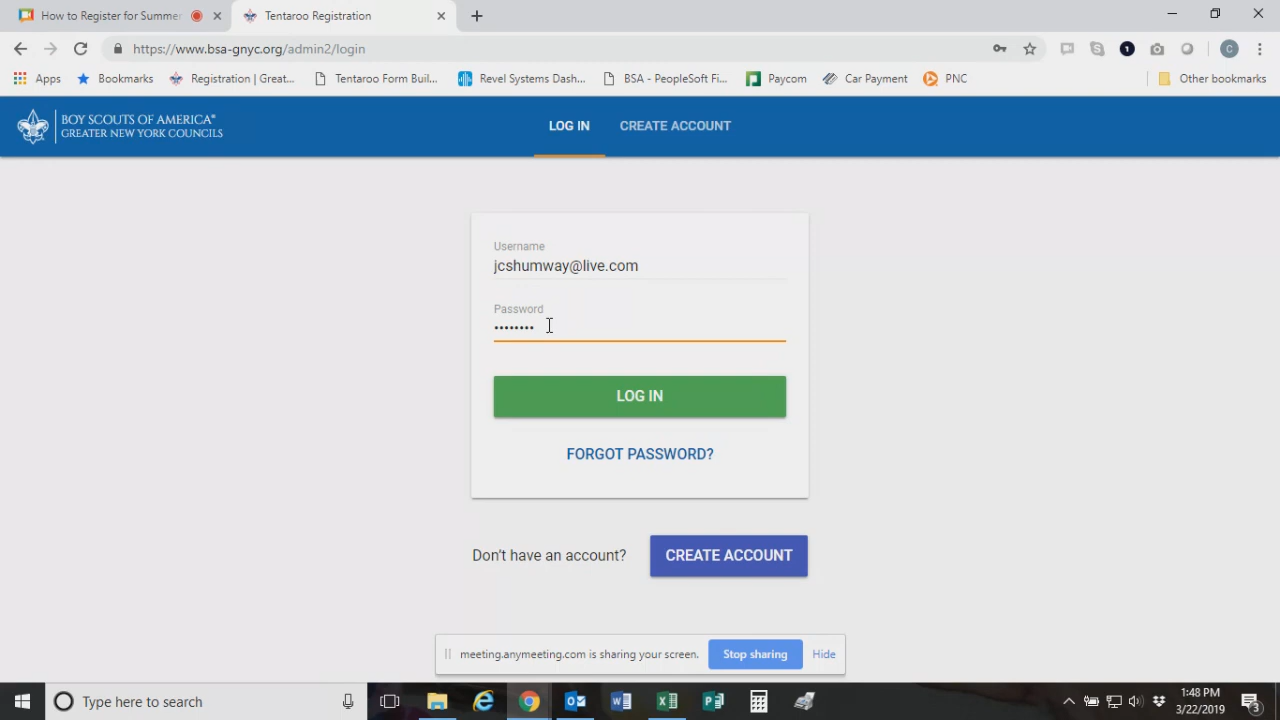 How to Register for Summer
Tentaroo Registration
https://www.bsa-gnyc.org/admin2/login
1
C
Apps
Bookmarks
Registration | Great...
Tentaroo Form Buil...
Revel Systems Dash...
BSA - PeopleSoft Fi...
Paycom
Car Payment
PNC
Other bookmarks
BOY SCOUTS OF AMERICA®
GREATER NEW YORK COUNCILS
LOG IN
CREATE ACCOUNT
Username
jcshumway@live.com
Password
••••••••
LOG IN
FORGOT PASSWORD?
Don't have an account?
CREATE ACCOUNT
meeting.anymeeting.com is sharing your screen.
Stop sharing
Hide
Type here to search
1:48 PM
3/22/2019
3